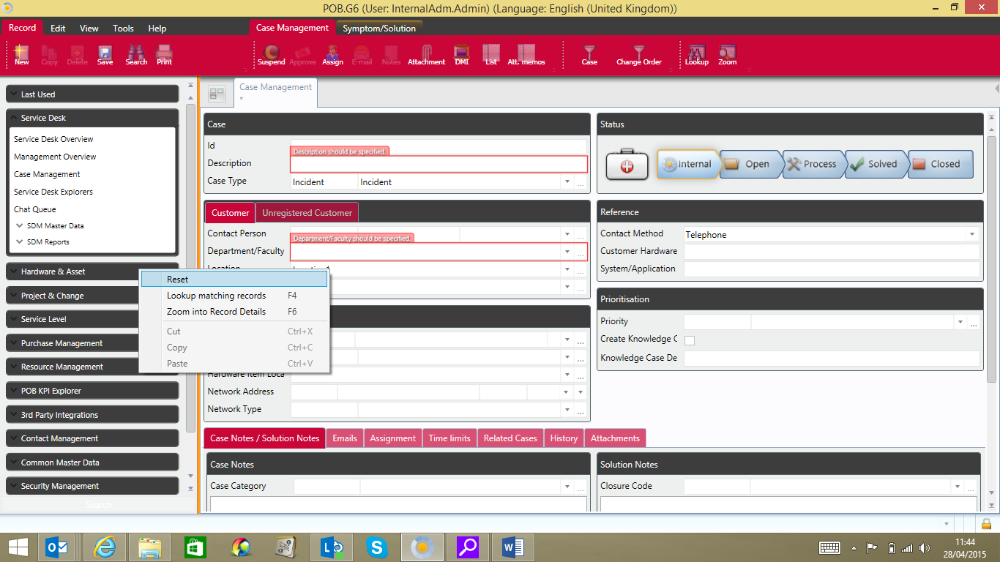 POB.G6 (User: InternalAdm.Admin) (Language: English (United Kingdom))
Record Edit View Tools Help Case Management Symptom/Solution
New Copy Delete Save Search Print Suspend Approve Assign E-mail Notes Attachment DMI List Att. memos Case Change Order Lookup Zoom
Last Used
Service Desk
Service Desk Overview
Management Overview
Case Management
Service Desk Explorers
Chat Queue
SDM Master Data
SDM Reports
Hardware & Asset
Project & Change
Service Level
Purchase Management
Resource Management
POB KPI Explorer
3rd Party Integrations
Contact Management
Common Master Data
Security Management
Search
Case Management
*
Case
Id
Description should be specified.
Description
Case Type Incident Incident
Customer Unregistered Customer
Contact Person
Department/Faculty should be specified.
Department/Faculty
Reset
Lookup matching records F4
Zoom into Record Details F6
Cut Ctrl+X
Copy Ctrl+C
Paste Ctrl+V
Network Address
Network Type
Status
Internal Open Process Solved Closed
Reference
Contact Method Telephone
Customer Hardware
System/Application
Prioritisation
Priority
Create Knowledge C
Knowledge Case De
Case Notes / Solution Notes Emails Assignment Time limits Related Cases History Attachments
Case Notes
Case Category
Solution Notes
Closure Code
11:44
28/04/2015